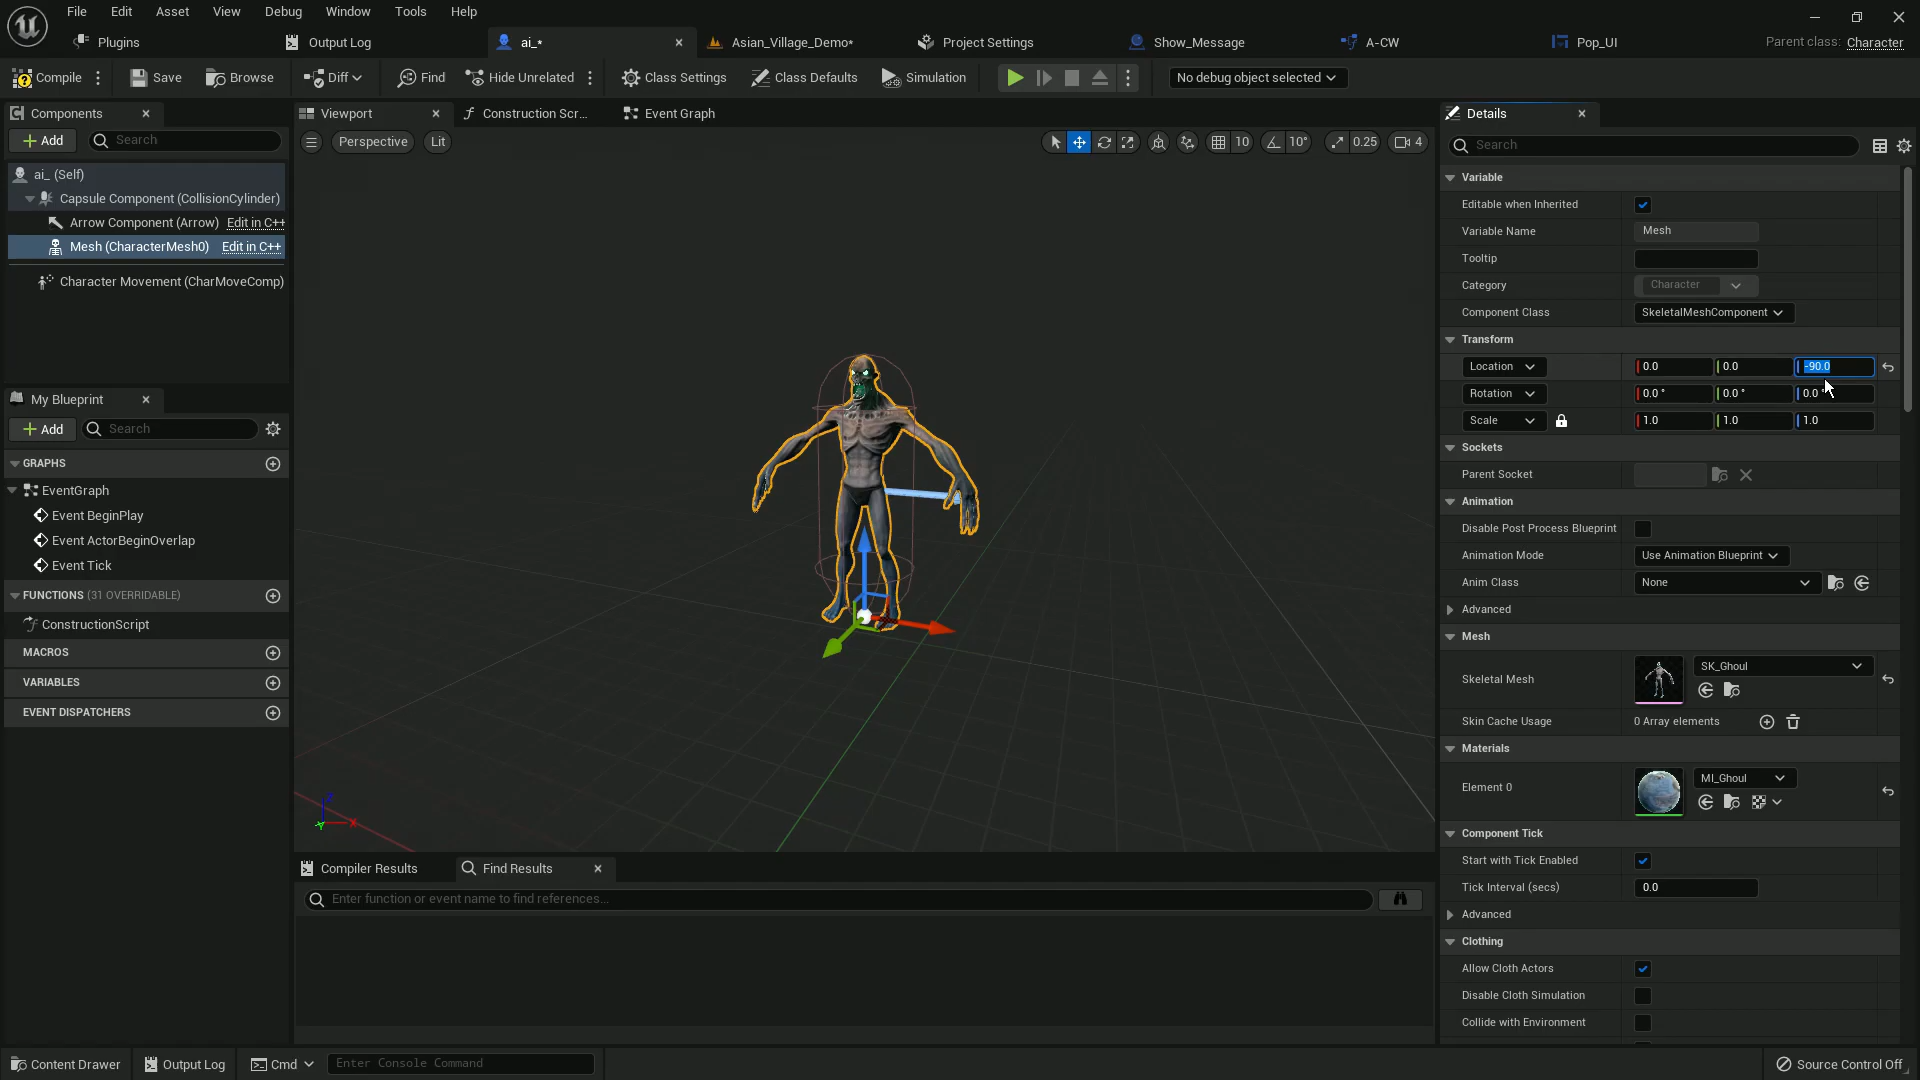 File Edit Asset View Debug Window Tools Help
Plugins Output Log ai_* Asian_Village_Demo* Project Settings Show_Message A-CW Pop_UI Parent class: Character
Compile Save Browse Diff Find Hide Unrelated Class Settings Class Defaults Simulation No debug object selected
Components Viewport Construction Scr... Event Graph Details
Add Search Perspective Lit 10 10° 0.25 4 Search
ai_ (Self)
Capsule Component (CollisionCylinder)
Arrow Component (Arrow) Edit in C++
Mesh (CharacterMesh0) Edit in C++
Character Movement (CharMoveComp)
My Blueprint
Add Search
GRAPHS
EventGraph
Event BeginPlay
Event ActorBeginOverlap
Event Tick
FUNCTIONS (31 OVERRIDABLE)
ConstructionScript
MACROS
VARIABLES
EVENT DISPATCHERS
Z
X
Y
Compiler Results Find Results
Enter function or event name to find references...
Variable
Editable when Inherited
Variable Name Mesh
Tooltip
Category Character
Component Class SkeletalMeshComponent
Transform
Location 0.0 0.0 -90.0
Rotation 0.0 ° 0.0 ° 0.0
Scale 1.0 1.0 1.0
Sockets
Parent Socket
Animation
Disable Post Process Blueprint
Animation Mode Use Animation Blueprint
Anim Class None
Advanced
Mesh
Skeletal Mesh SK_Ghoul
Skin Cache Usage 0 Array elements
Materials
Element 0 MI_Ghoul
Component Tick
Start with Tick Enabled
Tick Interval (secs) 0.0
Advanced
Clothing
Allow Cloth Actors
Disable Cloth Simulation
Collide with Environment
Content Drawer Output Log Cmd Enter Console Command Source Control Off